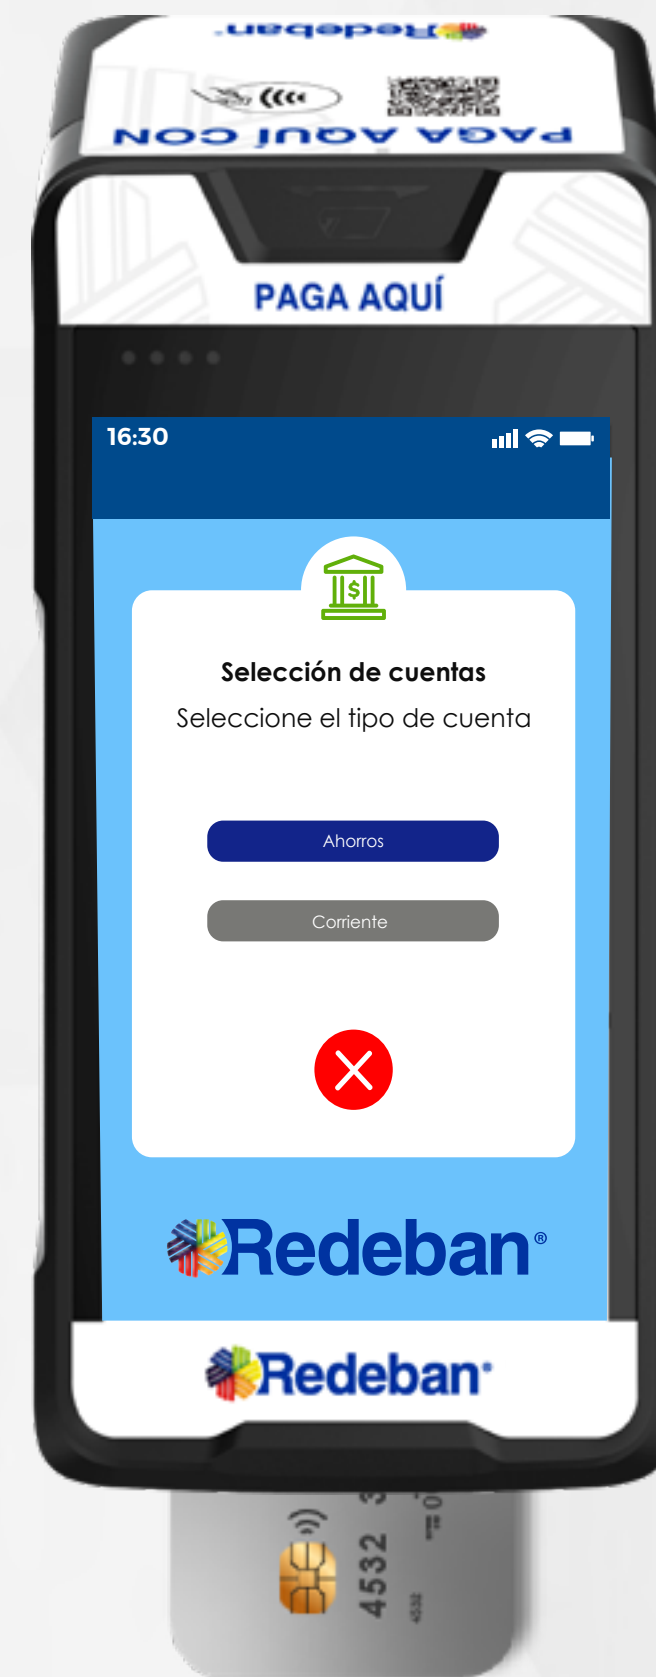 Redeban
PAGA AQUÍ CON
PAGA AQUÍ
16:30
$
Selección de cuentas
Seleccione el tipo de cuenta
Ahorros
Corriente
Redeban®
Redeban
4532
4532